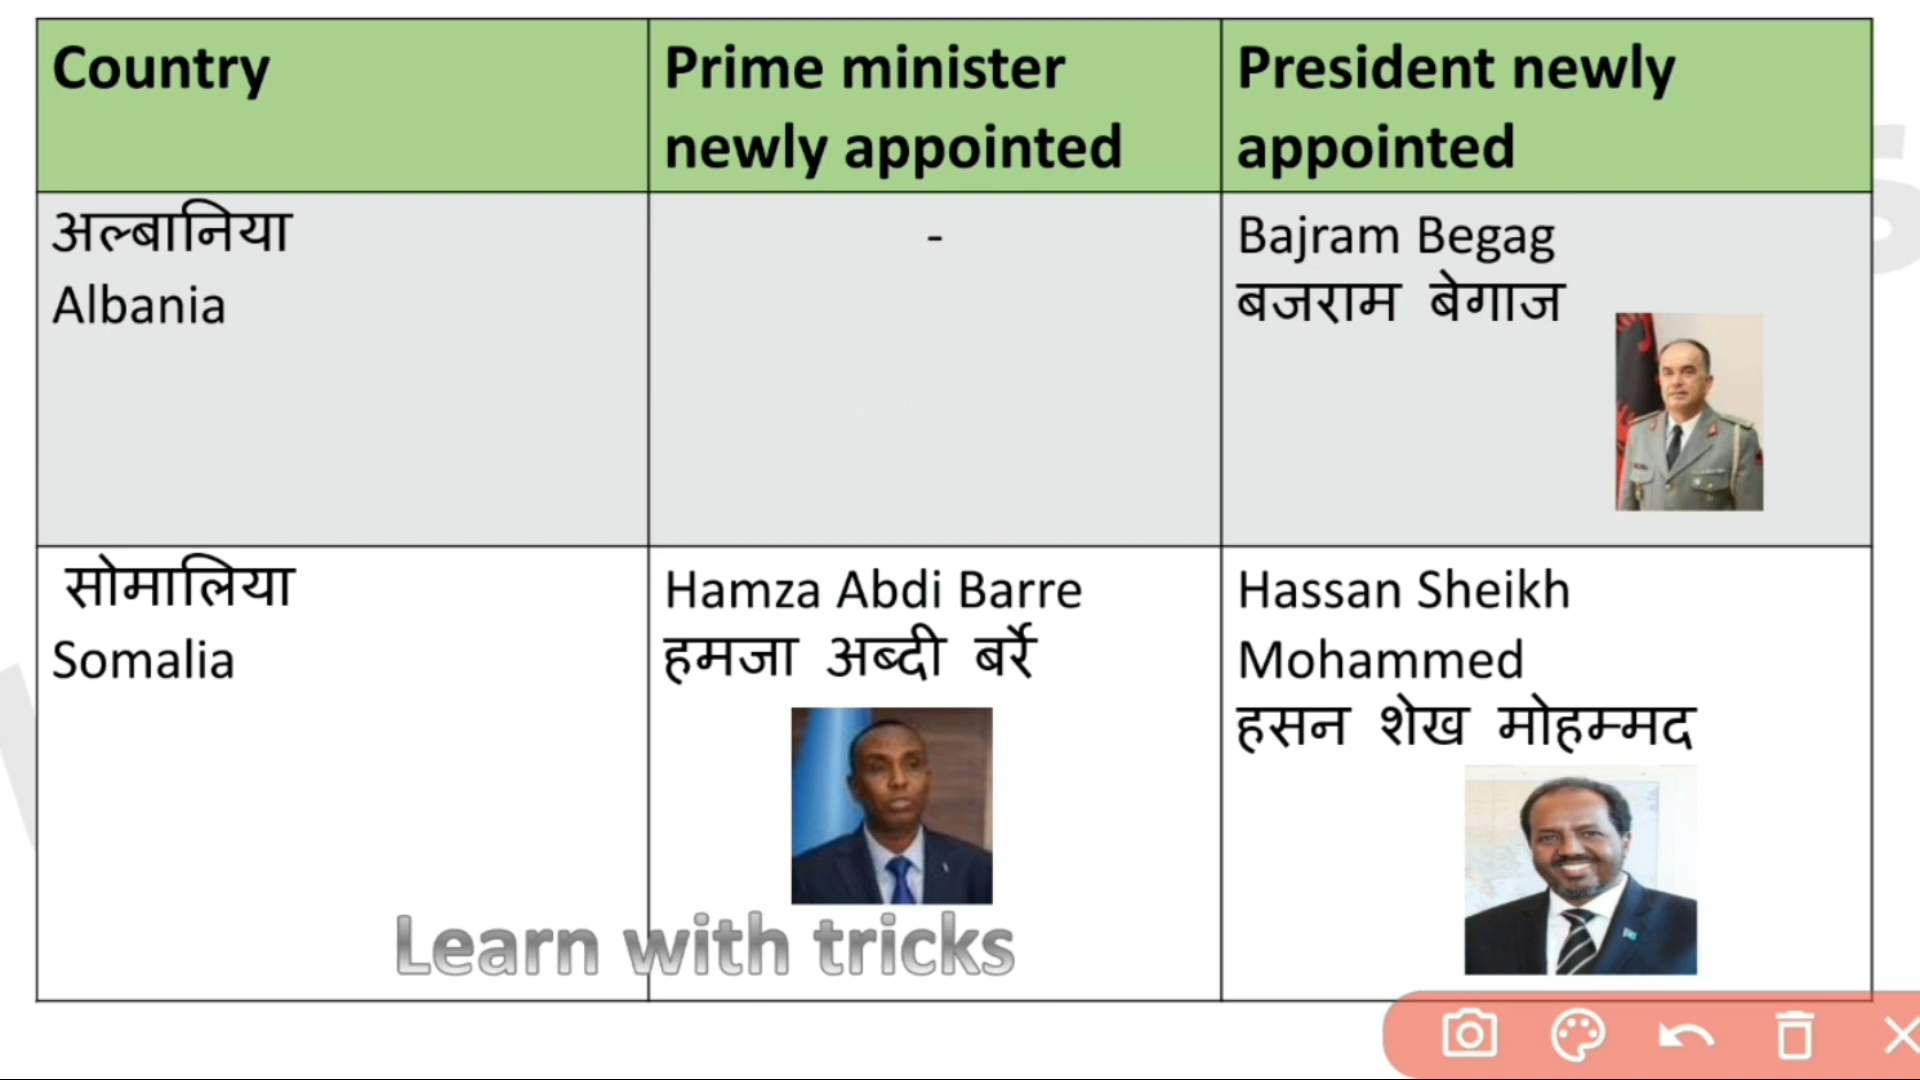 Country
Prime minister
newly appointed
President newly
appointed
अल्बानिया
Albania
-
Bajram Begag
बजराम बेगाज
सोमालिया
Somalia
Hamza Abdi Barre
हमजा अब्दी बर्रे
Hassan Sheikh
Mohammed
हसन शेख मोहम्मद
Learn with tricks